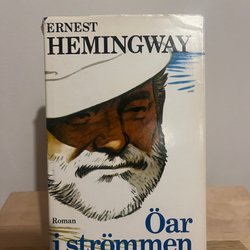 ERNEST
HEMINGWAY
Roman
Öar
i strömmen